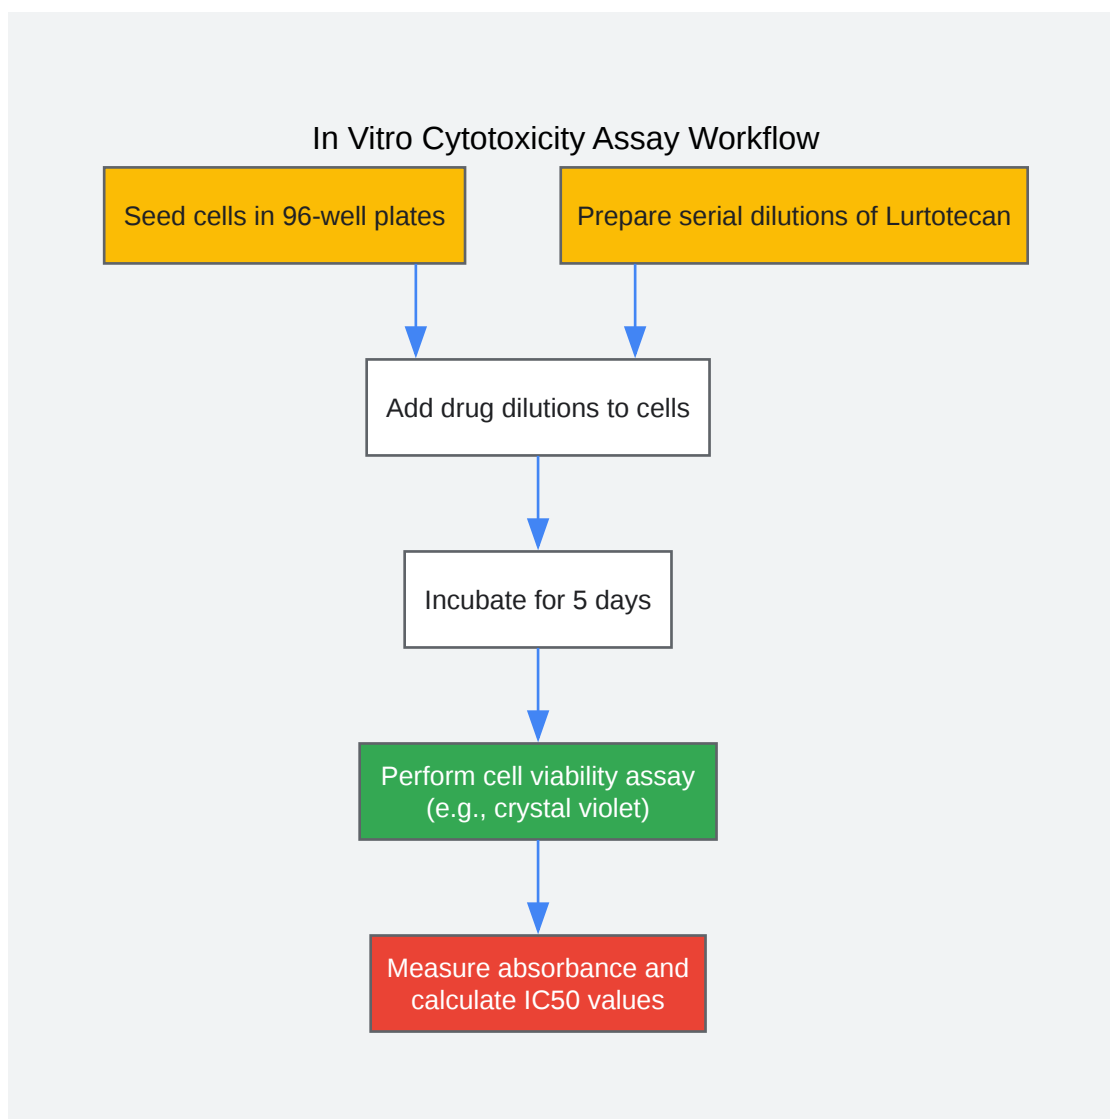 In Vitro Cytotoxicity Assay Workflow
Seed cells in 96-well plates
Prepare serial dilutions of Lurtotecan
Add drug dilutions to cells
Incubate for 5 days
Perform cell viability assay
(e.g., crystal violet)
Measure absorbance and
calculate IC50 values